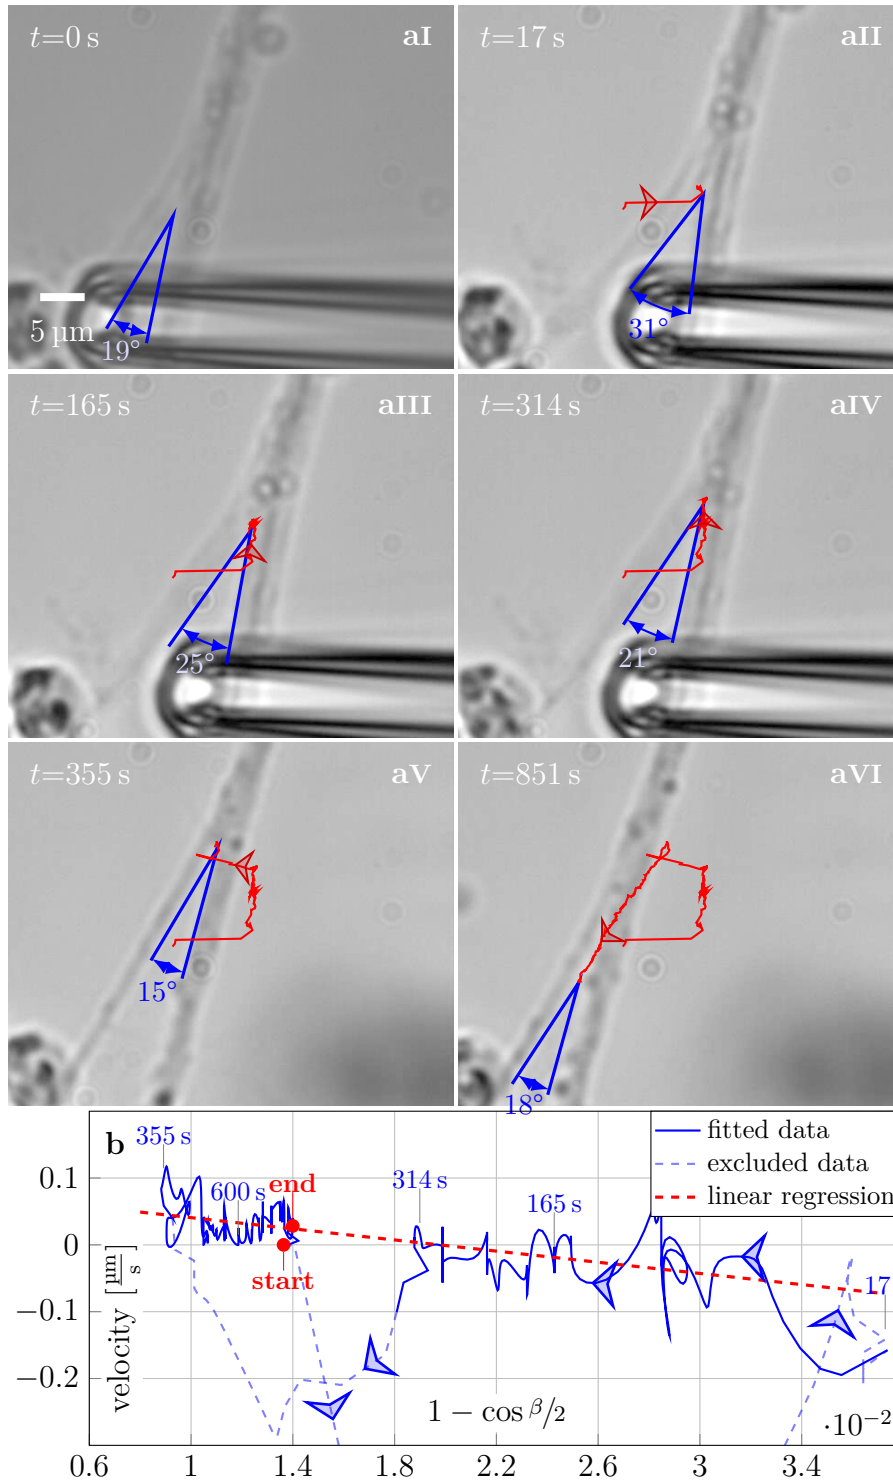 t=0 s aI
5 μm
19°
t=17 s aII
31°
t=165 s aIII
25°
t=314 s aIV
21°
t=355 s aV
15°
t=851 s aVI
18°
b
355 s
600 s
end
start
314 s
165 s
17
fitted data
excluded data
linear regression
0.1
0
−0.1
−0.2
velocity [μm/s]
1 − cos β/2
·10⁻²
0.6 1 1.4 1.8 2.2 2.6 3 3.4